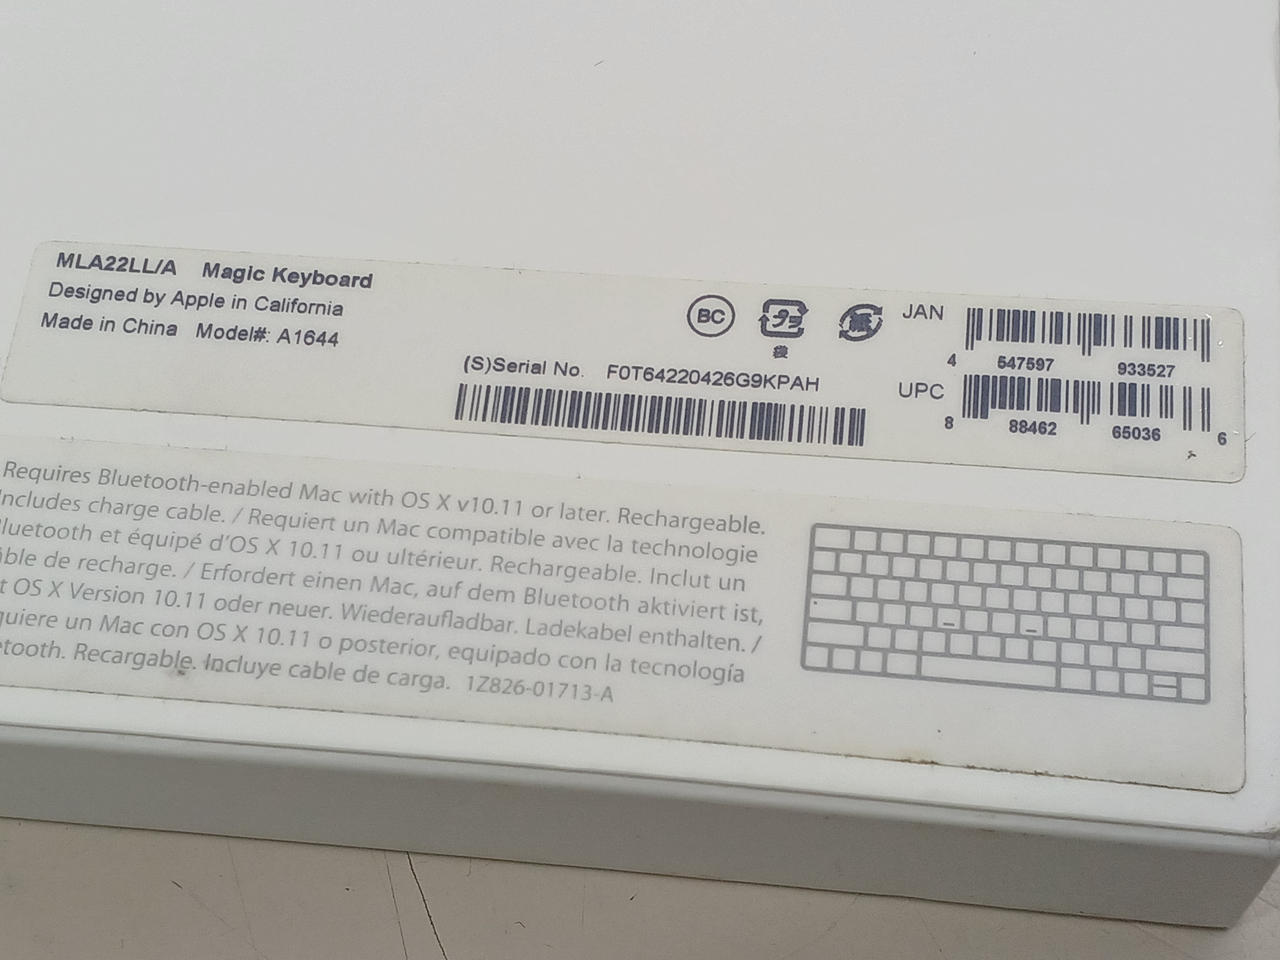 MLA22LL/A Magic Keyboard
Designed by Apple in California
Made in China Model#: A1644
(S)Serial No. F0T64220426G9KPAH
BC
プラ
袋
無
JAN
4 547597 933527
UPC
8 88462 65036 6
Requires Bluetooth-enabled Mac with OS X v10.11 or later. Rechargeable.
Includes charge cable. / Requiert un Mac compatible avec la technologie
Bluetooth et équipé d'OS X 10.11 ou ultérieur. Rechargeable. Inclut un
câble de recharge. / Erfordert einen Mac, auf dem Bluetooth aktiviert ist,
OS X Version 10.11 oder neuer. Wiederaufladbar. Ladekabel enthalten. /
un Mac con OS X 10.11 o posterior, equipado con la tecnología
Recargable. Incluye cable de carga. 1Z826-01713-A